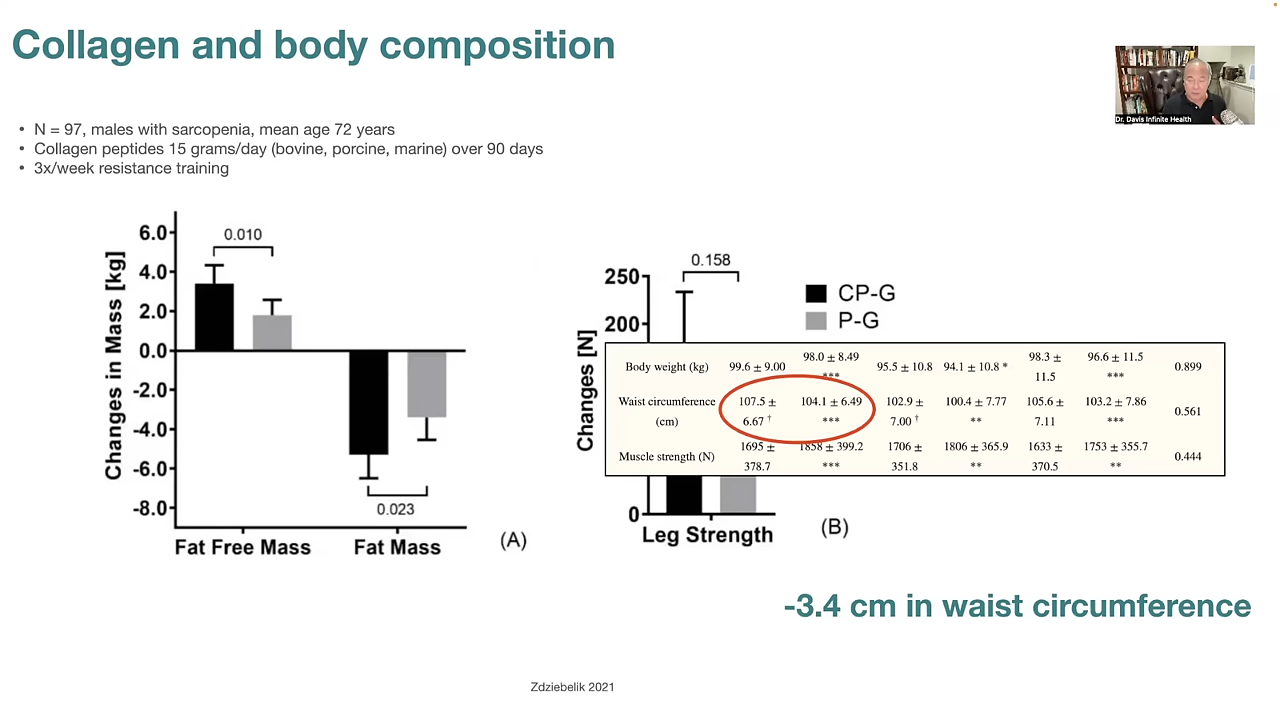 Collagen and body composition
Dr. Davis Infinite Health
• N = 97, males with sarcopenia, mean age 72 years
• Collagen peptides 15 grams/day (bovine, porcine, marine) over 90 days
• 3x/week resistance training
Changes in Mass [kg]
6.0
4.0
2.0
0.0
-2.0
-4.0
-6.0
-8.0
0.010
0.023
Fat Free Mass
Fat Mass
(A)
Changes [N]
250
200
0
0.158
CP-G
P-G
Body weight (kg) 99.6 ± 9.00 98.0 ± 8.49 *** 95.5 ± 10.8 94.1 ± 10.8 * 98.3 ± 11.5 96.6 ± 11.5 *** 0.899
Waist circumference (cm) 107.5 ± 6.67 † 104.1 ± 6.49 *** 102.9 ± 7.00 † 100.4 ± 7.77 ** 105.6 ± 7.11 103.2 ± 7.86 *** 0.561
Muscle strength (N) 1695 ± 378.7 1858 ± 399.2 *** 1706 ± 351.8 1806 ± 365.9 ** 1633 ± 370.5 1753 ± 355.7 ** 0.444
Leg Strength
(B)
-3.4 cm in waist circumference
Zdziebelik 2021